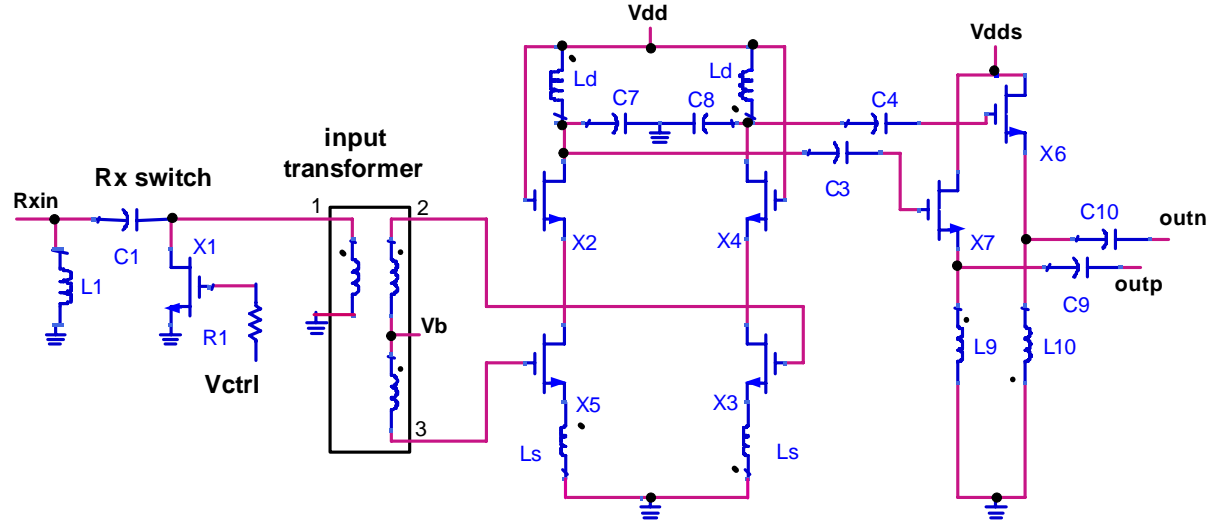 Vdd
Vdds
Ld
Ld
C7
C8
C4
input
transformer
X6
Rx switch
C3
Rxin
1
2
C10
outn
C1
X1
X2
X4
X7
L1
outp
C9
R1
Vb
L9
L10
Vctrl
X5
X3
3
Ls
Ls